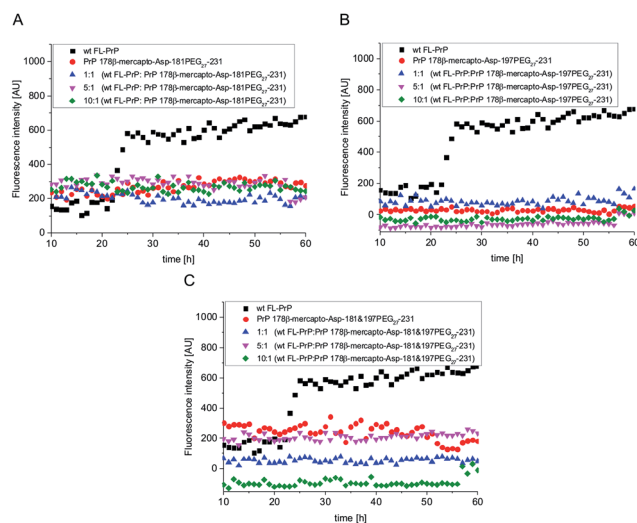 A
1000
800
600
400
200
0
Fluorescence intensity [AU]
wt FL-PrP
PrP 178β-mercapto-Asp-181PEG27-231
1:1 (wt FL-PrP: PrP 178β-mercapto-Asp-181PEG27-231)
5:1 (wt FL-PrP: PrP 178β-mercapto-Asp-181PEG27-231)
10:1 (wt FL-PrP: PrP 178β-mercapto-Asp-181PEG27-231)
10 20 30 40 50 60
time [h]
B
1000
800
600
400
200
0
Fluorescence intensity [AU]
wt FL-PrP
PrP 178β-mercapto-Asp-197PEG27-231
1:1 (wt FL-PrP:PrP 178β-mercapto-Asp-197PEG27-231)
5:1 (wt FL-PrP:PrP 178β-mercapto-Asp-197PEG27-231)
10:1 (wt FL-PrP:PrP 178β-mercapto-Asp-197PEG27-231)
10 20 30 40 50 60
time [h]
C
1000
800
600
400
200
0
Fluorescence intensity [AU]
wt FL-PrP
PrP 178β-mercapto-Asp-181&197PEG27-231
1:1 (wt FL-PrP:PrP 178β-mercapto-Asp-181&197PEG27-231)
5:1 (wt FL-PrP:PrP 178β-mercapto-Asp-181&197PEG27-231)
10:1 (wt FL-PrP:PrP 178β-mercapto-Asp-181&197PEG27-231)
10 20 30 40 50 60
time [h]